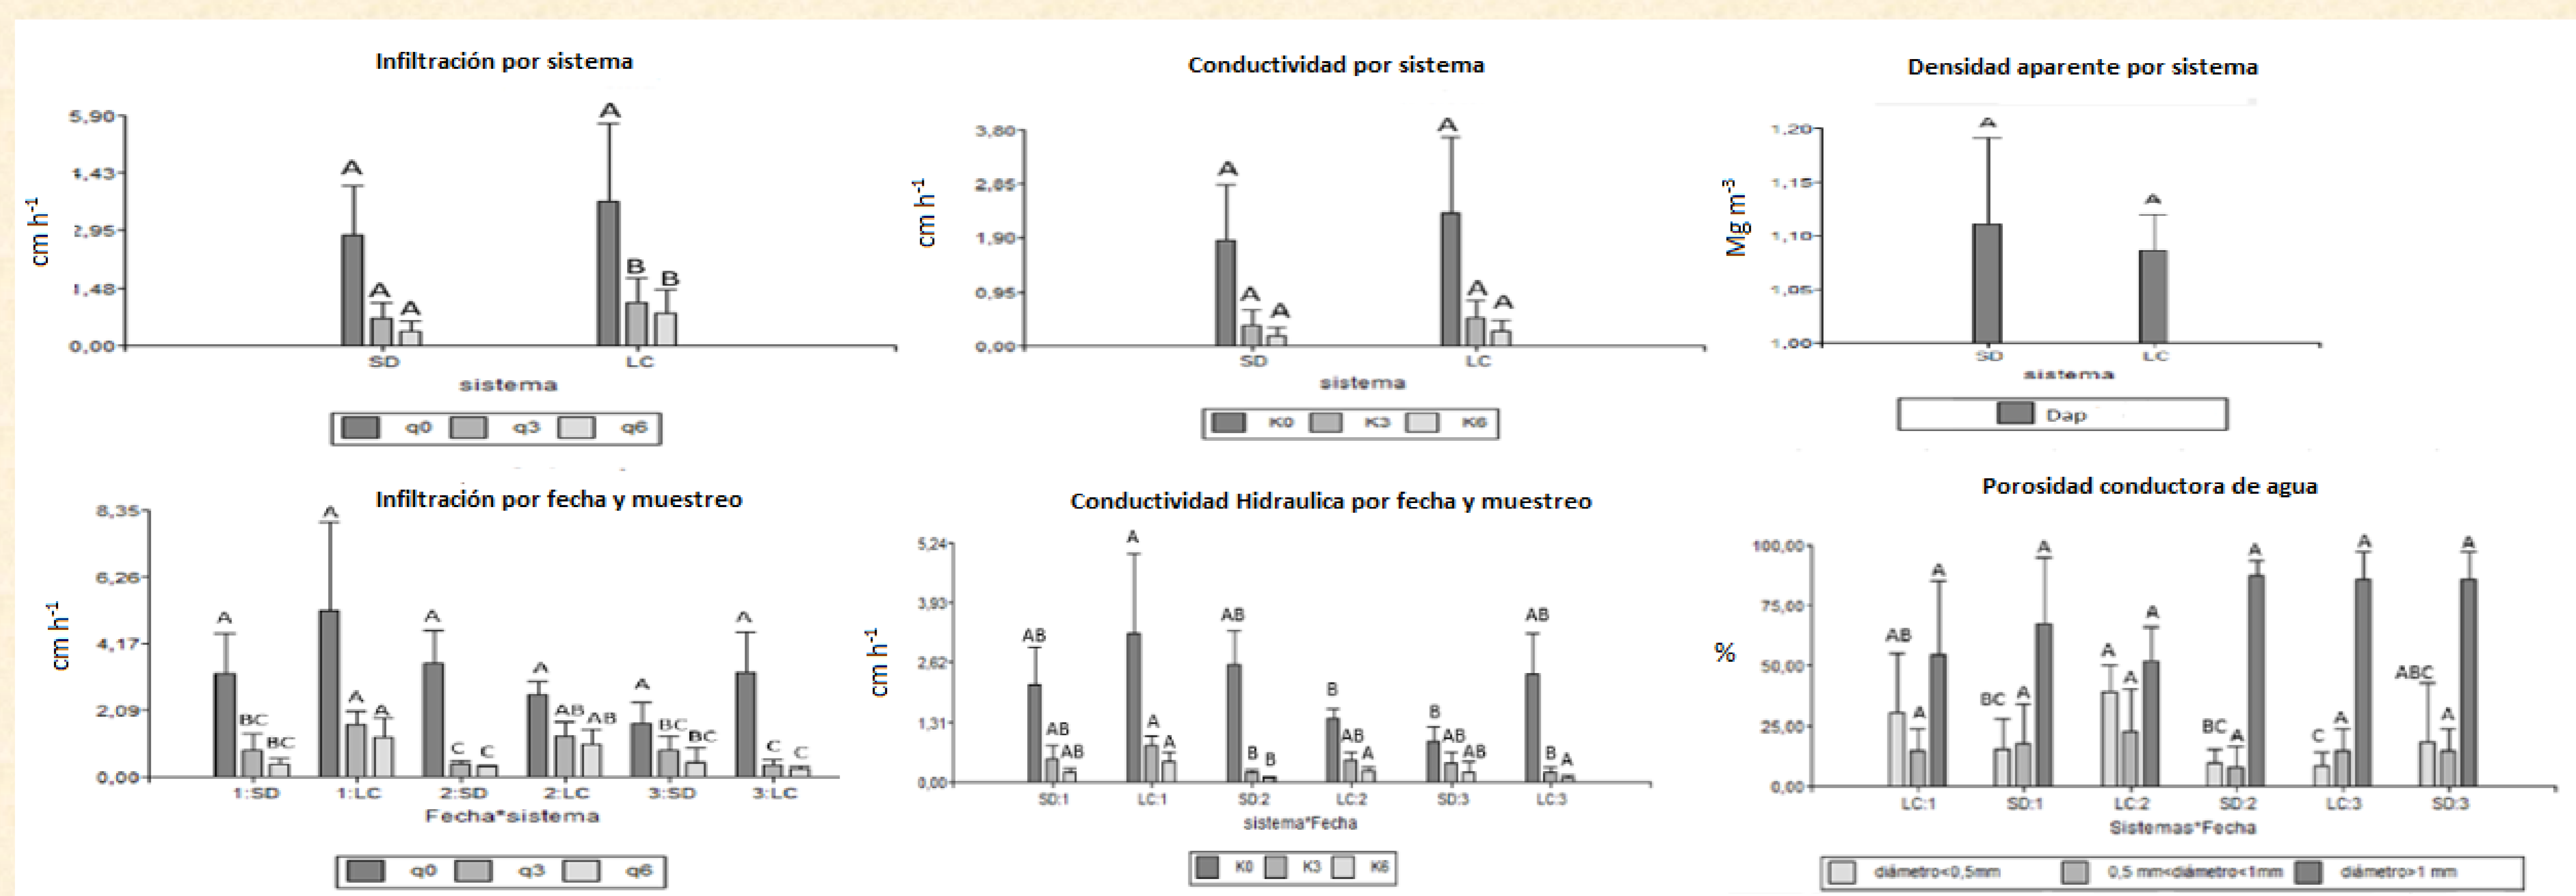 Infiltración por sistema
5,90
4,43
2,95
1,48
0,00
cm h-1
A
A
A
A
B
B
SD
LC
sistema
q0 q3 q6
Conductividad por sistema
3,80
2,85
1,90
0,95
0,00
cm h-1
A
A
A
A
A
A
SD
LC
sistema
K0 K3 K6
Densidad aparente por sistema
1,20
1,15
1,10
1,05
1,00
Mg m-3
A
A
SD
LC
sistema
Dap
Infiltración por fecha y muestreo
8,35
6,26
4,17
2,09
0,00
cm h-1
A BC BC
A A A
A C C
A AB AB
A BC BC
A C C
1:SD 1:LC 2:SD 2:LC 3:SD 3:LC
Fecha*sistema
q0 q3 q6
Conductividad Hidraulica por fecha y muestreo
5,24
3,93
2,62
1,31
0,00
cm h-1
AB AB AB
A A A
AB B B
B AB A
B AB AB
AB B A
SD:1 LC:1 SD:2 LC:2 SD:3 LC:3
sistema*Fecha
K0 K3 K6
Porosidad conductora de agua
100,00
75,00
50,00
25,00
0,00
%
AB A A
BC A A
A A A
BC A A
C A A
ABC A A
LC:1 SD:1 LC:2 SD:2 LC:3 SD:3
Sistemas*Fecha
diámetro<0,5mm 0,5 mm<diámetro<1mm diámetro>1 mm